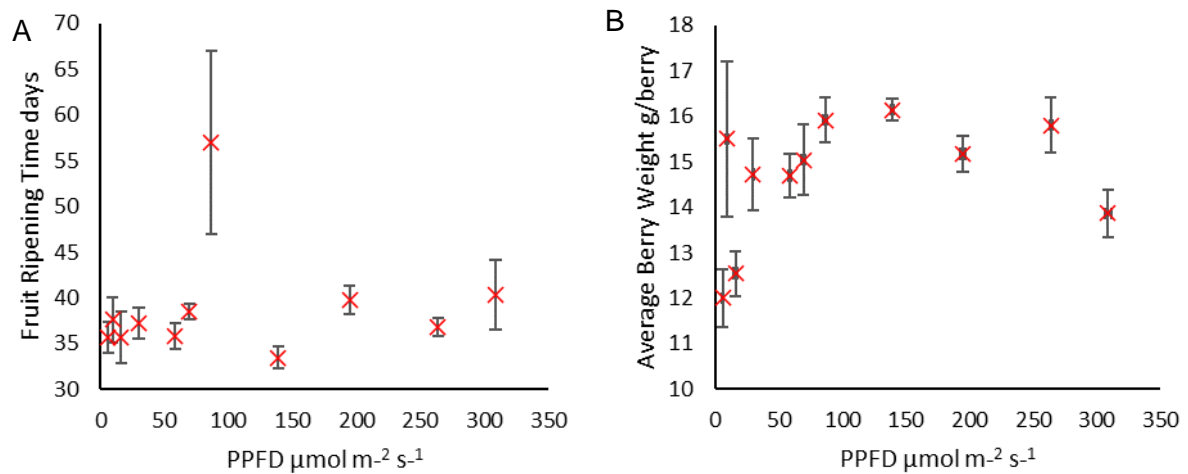 A
Fruit Ripening Time days
70
65
60
55
50
45
40
35
30
0 50 100 150 200 250 300 350
PPFD µmol m-² s-¹
B
Average Berry Weight g/berry
18
17
16
15
14
13
12
11
10
0 50 100 150 200 250 300 350
PPFD µmol m-² s-¹